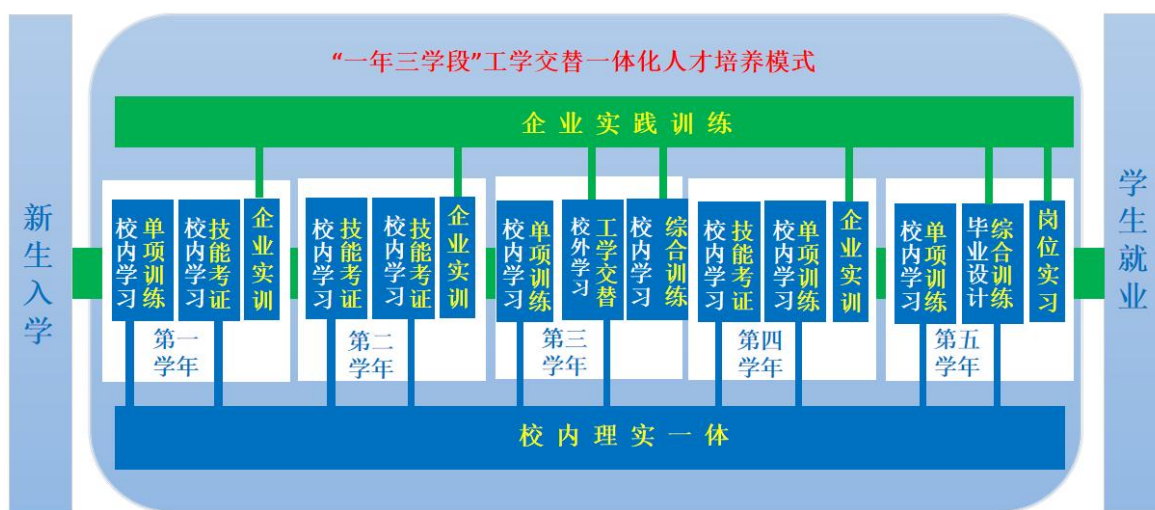 “一年三学段”工学交替一体化人才培养模式
企业实践训练
新生入学
校内学习
单项训练
校内学习
技能考证
企业实训
第一
学年
校内学习
技能考证
校内学习
技能考证
企业实训
第二
学年
校内学习
单项训练
校外学习
工学交替
校内学习
综合训练
第三
学年
校内学习
技能考证
校内学习
单项训练
企业实训
第四
学年
校内学习
单项训练
毕业设计
综合训练
岗位实习
第五
学年
学生就业
校内理实一体